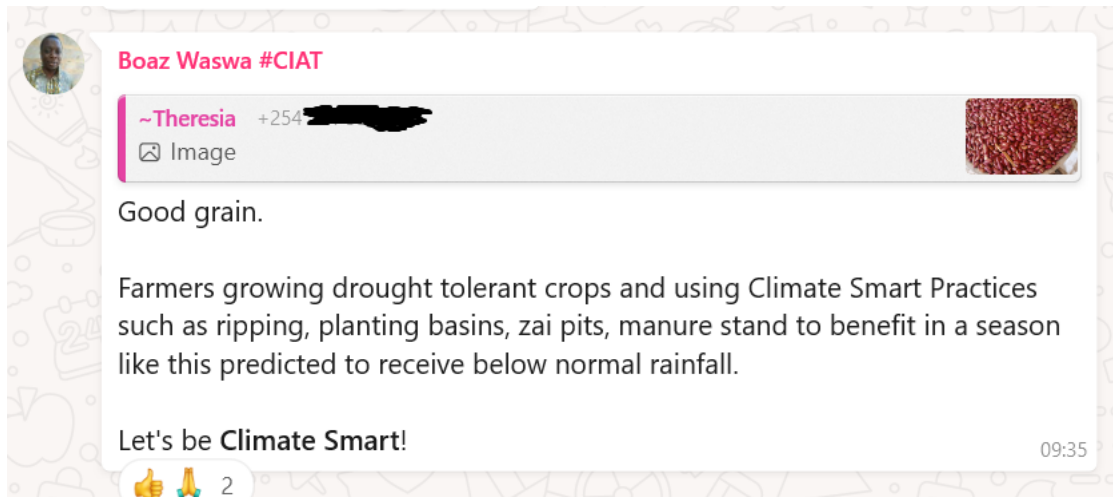 Boaz Waswa #CIAT
~Theresia +254
Image
Good grain.
Farmers growing drought tolerant crops and using Climate Smart Practices
such as ripping, planting basins, zai pits, manure stand to benefit in a season
like this predicted to receive below normal rainfall.
Let's be Climate Smart!
09:35
2